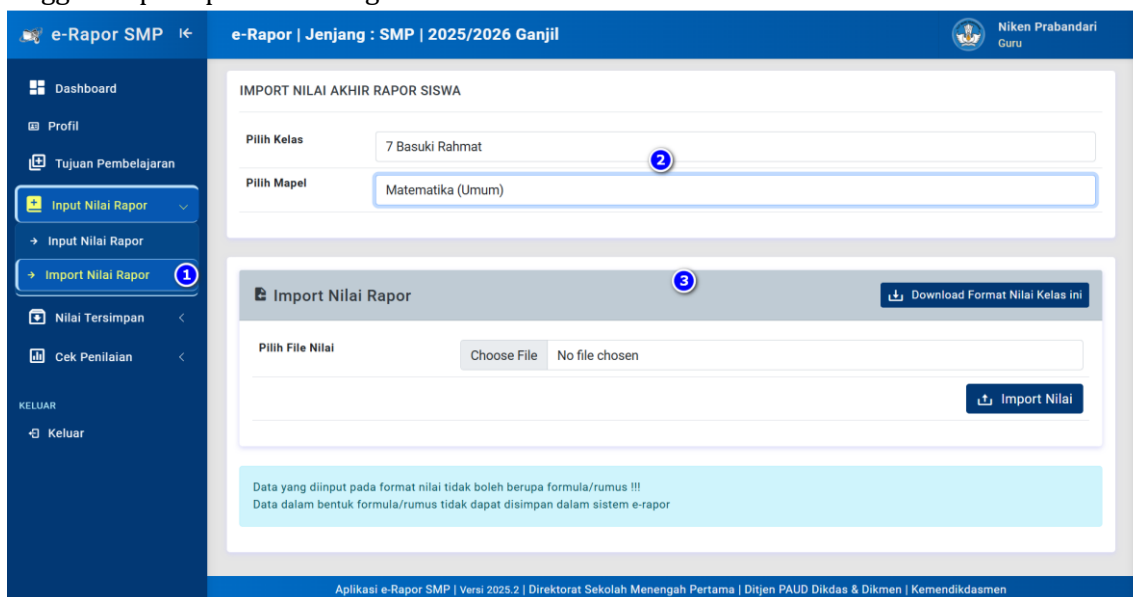 e-Rapor SMP
e-Rapor | Jenjang : SMP | 2025/2026 Ganjil
Niken Prabandari
Guru
Dashboard
Profil
Tujuan Pembelajaran
Input Nilai Rapor
Input Nilai Rapor
Import Nilai Rapor
1
Nilai Tersimpan
Cek Penilaian
KELUAR
Keluar
IMPORT NILAI AKHIR RAPOR SISWA
Pilih Kelas
7 Basuki Rahmat
2
Pilih Mapel
Matematika (Umum)
3
Import Nilai Rapor
Download Format Nilai Kelas ini
Pilih File Nilai
Choose File
No file chosen
Import Nilai
Data yang diinput pada format nilai tidak boleh berupa formula/rumus !!!
Data dalam bentuk formula/rumus tidak dapat disimpan dalam sistem e-rapor
Aplikasi e-Rapor SMP | Versi 2025.2 | Direktorat Sekolah Menengah Pertama | Ditjen PAUD Dikdas & Dikmen | Kemendikdasmen